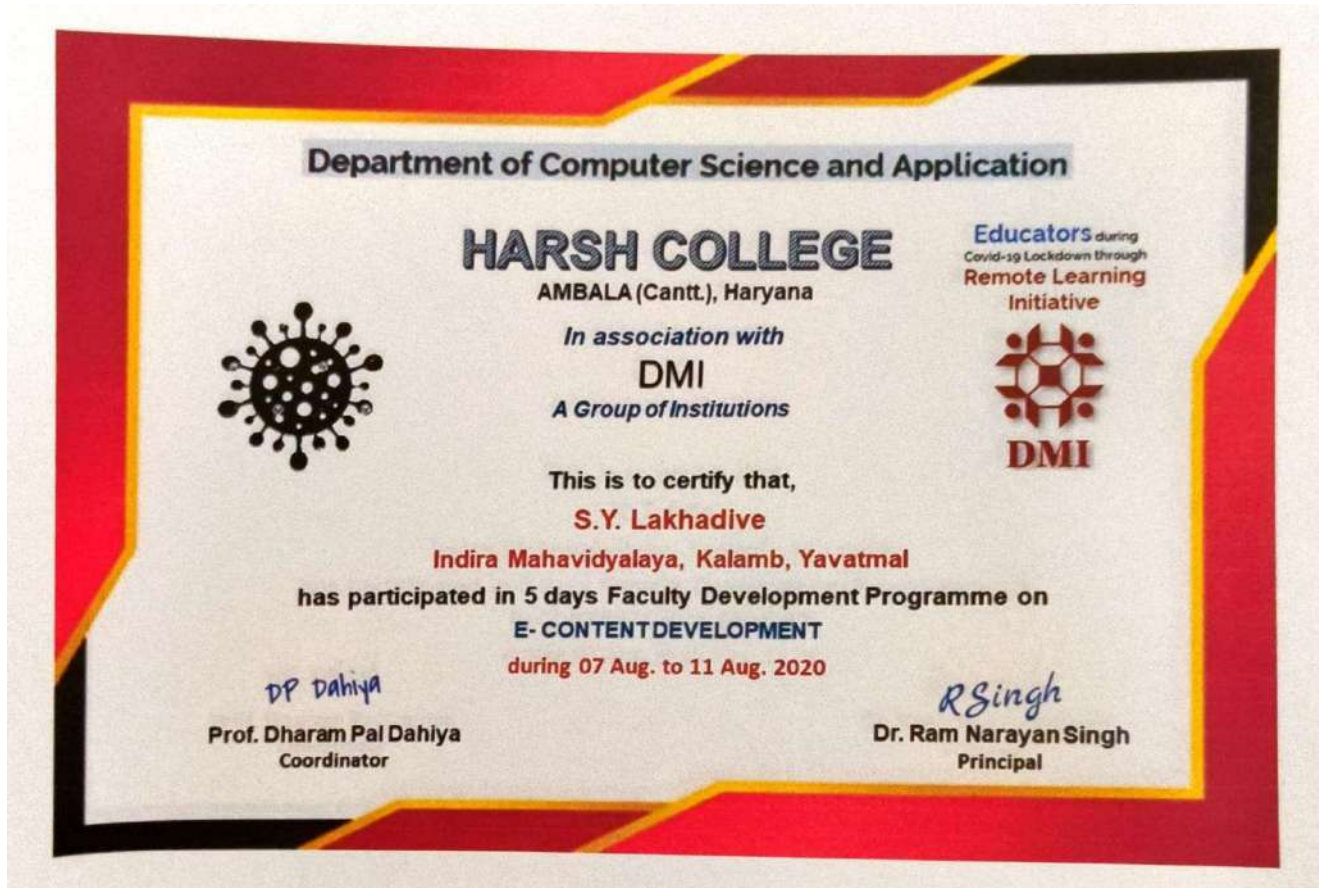 Department of Computer Science and Application
HARSH COLLEGE
AMBALA (Cantt.), Haryana
In association with
DMI
A Group of Institutions
Educators during
Covid-19 Lockdown through
Remote Learning
Initiative
DMI
This is to certify that,
S.Y. Lakhadive
Indira Mahavidyalaya, Kalamb, Yavatmal
has participated in 5 days Faculty Development Programme on
E- CONTENT DEVELOPMENT
during 07 Aug. to 11 Aug. 2020
DP Dahiya
Prof. Dharam Pal Dahiya
Coordinator
R Singh
Dr. Ram Narayan Singh
Principal